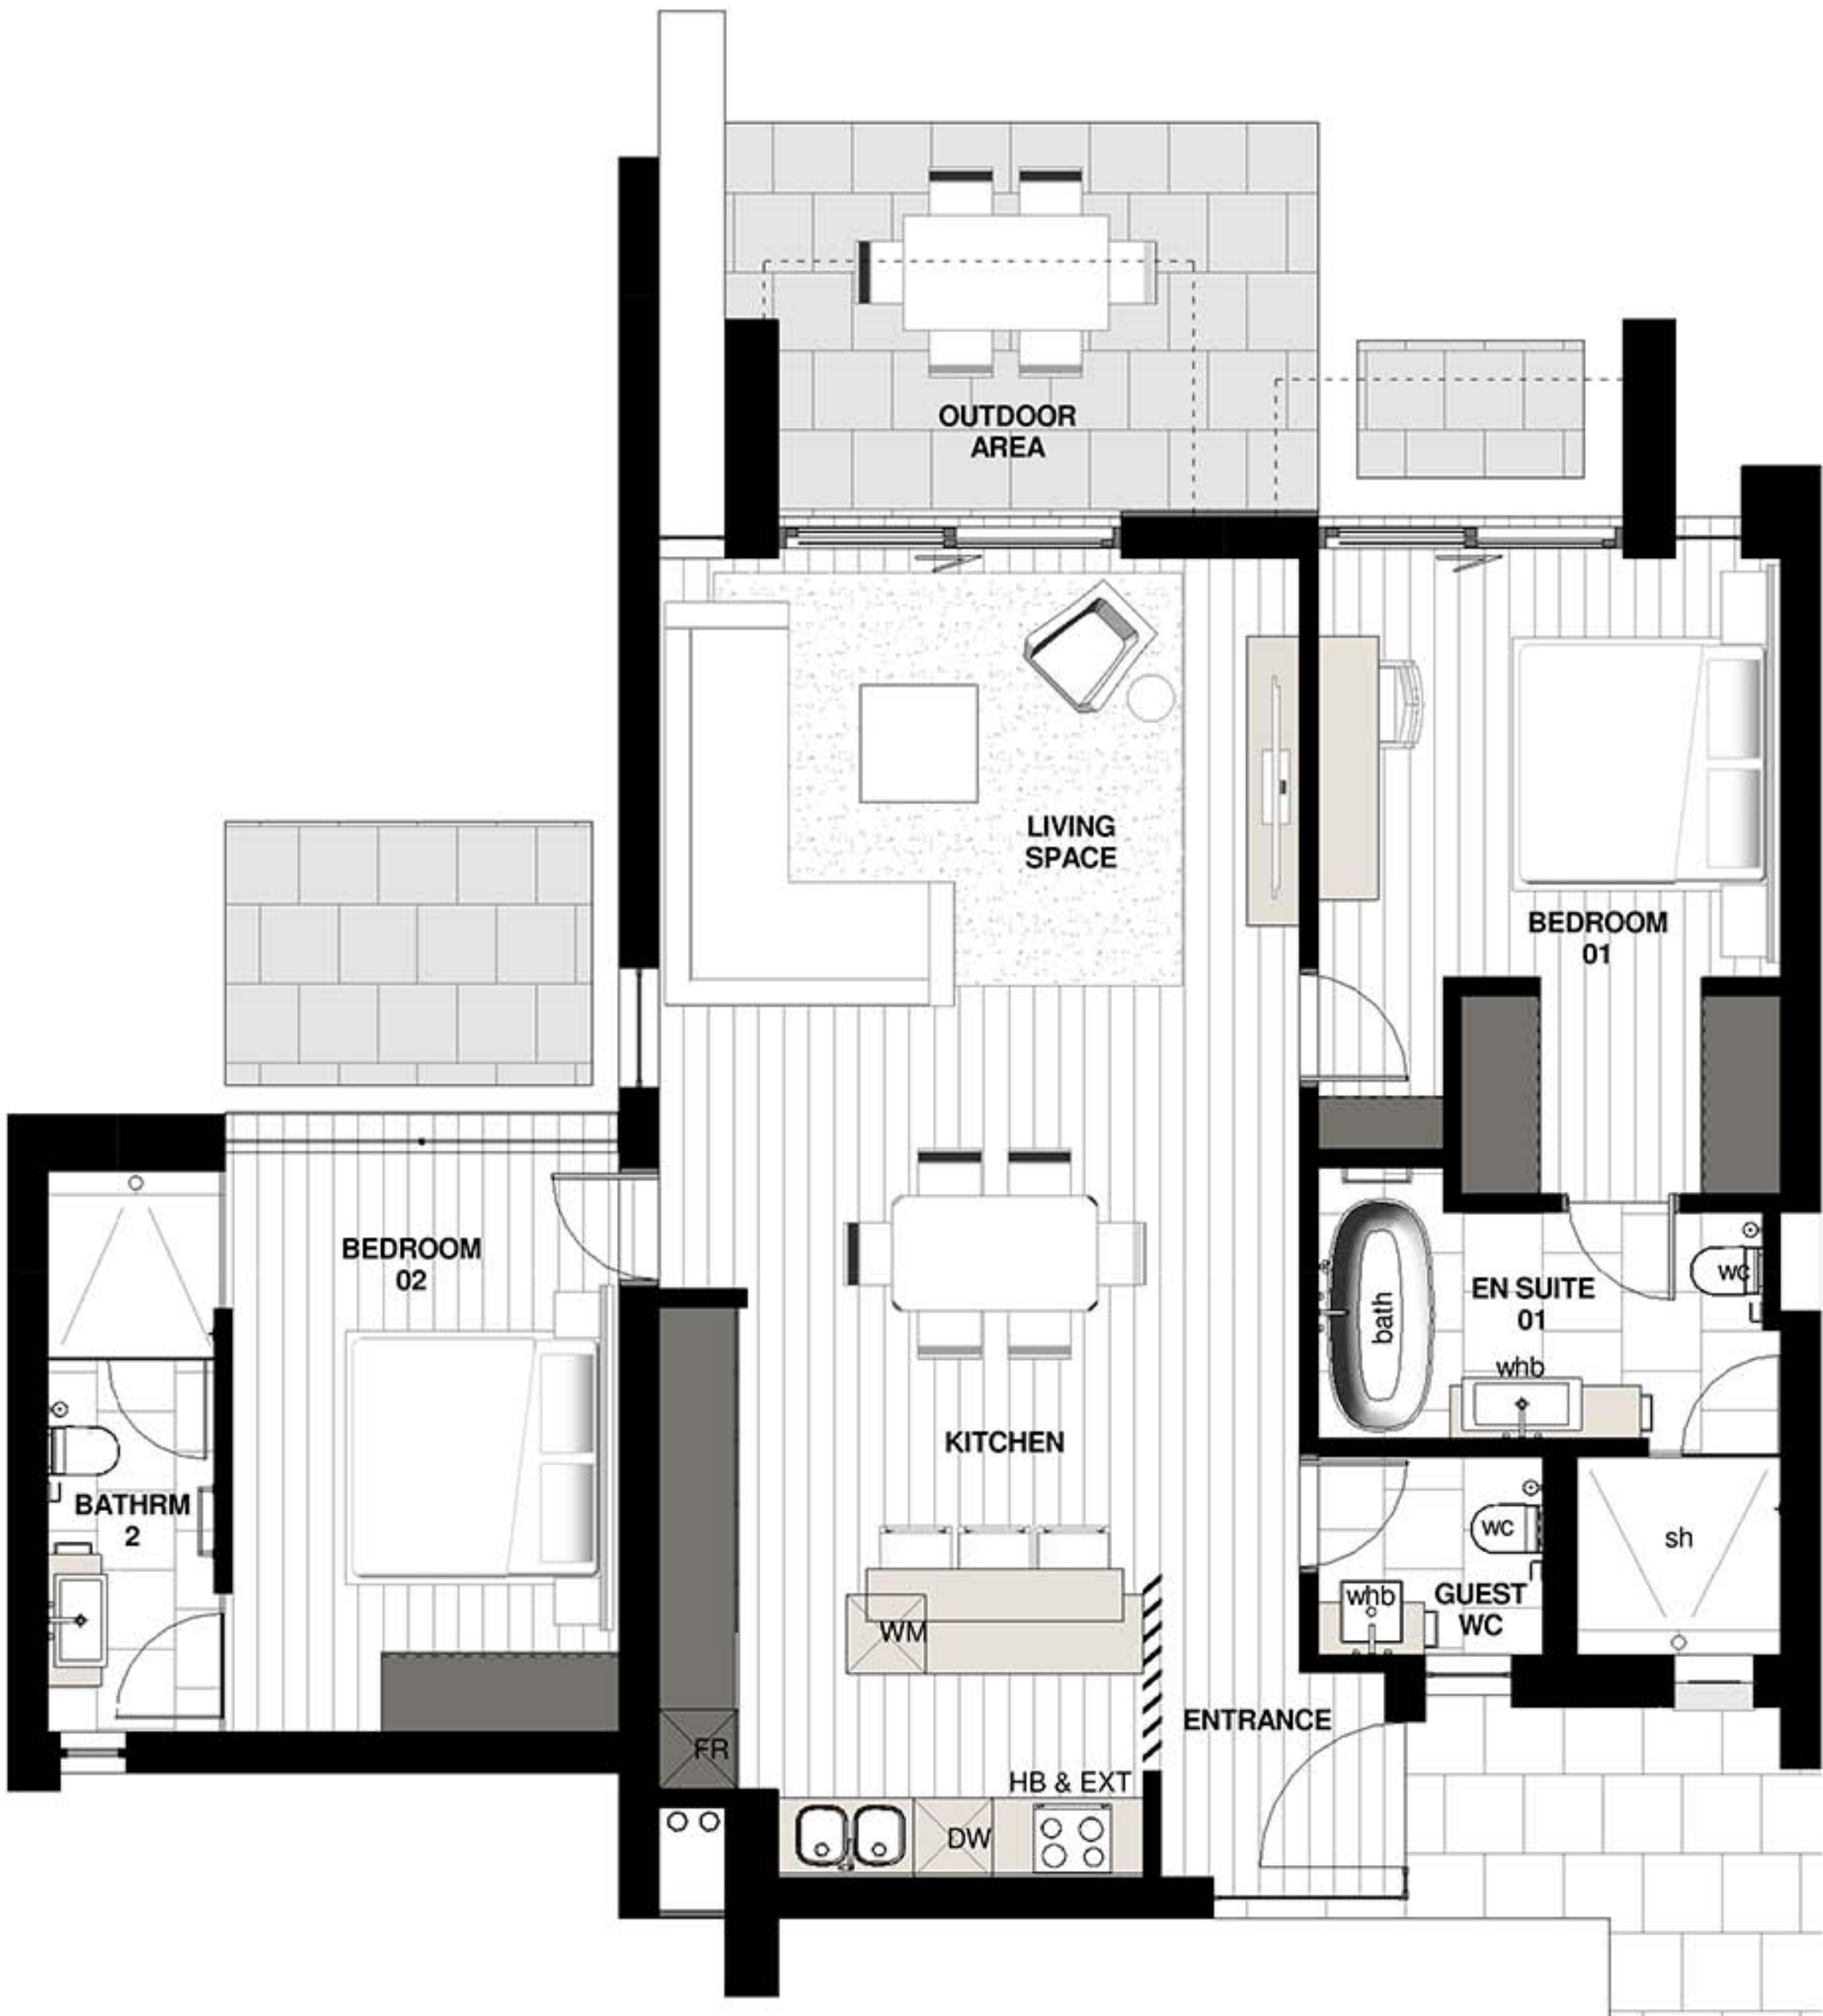 OUTDOOR
AREA
LIVING
SPACE
BEDROOM
01
BEDROOM
02
EN SUITE
01
wc
bath
whb
KITCHEN
BATHRM
2
wc
sh
whb
GUEST
WC
WM
ENTRANCE
FR
HB & EXT
DW